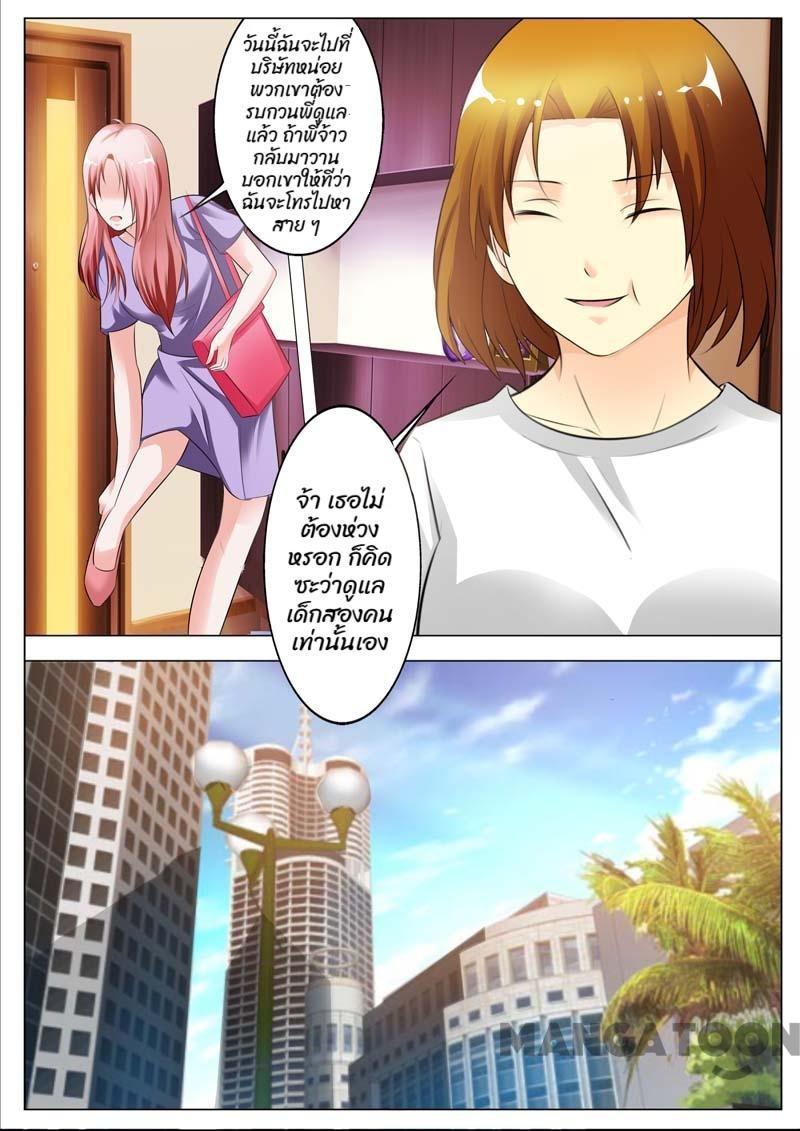 วันนี้ฉันจะไปที่
บริษัทหน่อย
พวกเขาต้อง
รบกวนพี่ดูแล
แล้ว ถ้าพี่จ้าว
กลับมาวาน
บอกเขาให้ทีว่า
ฉันจะโทรไปหา
สาย ๆ
จ้า เธอไม่
ต้องห่วง
หรอก ก็คิด
ซะว่าดูแล
เด็กสองคน
เท่านั้นเอง
MANGATOON